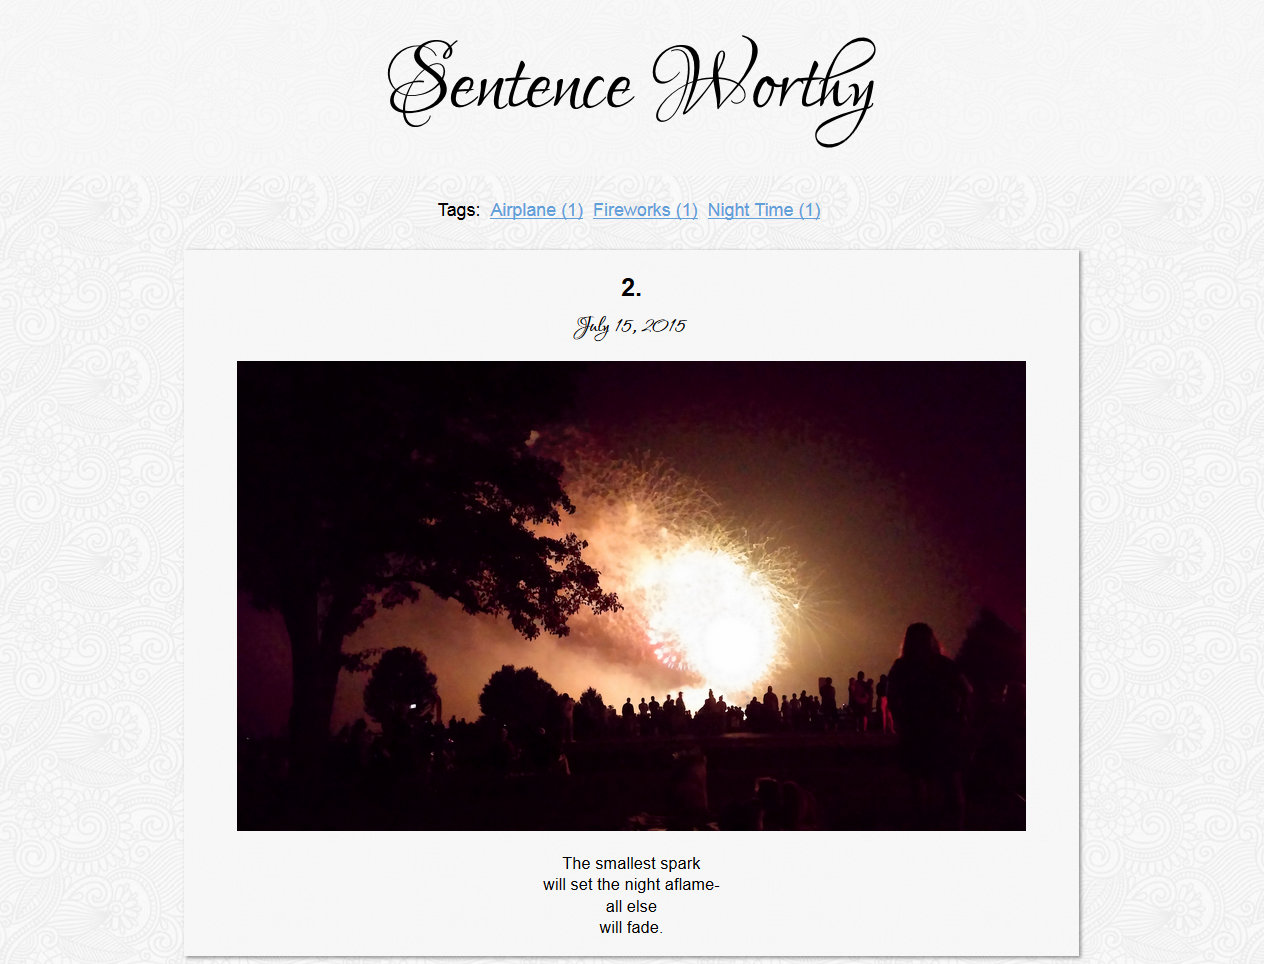 Sentence Worthy
Tags: Airplane (1) Fireworks (1) Night Time (1)
2.
July 15, 2015
The smallest spark
will set the night aflame-
all else
will fade.